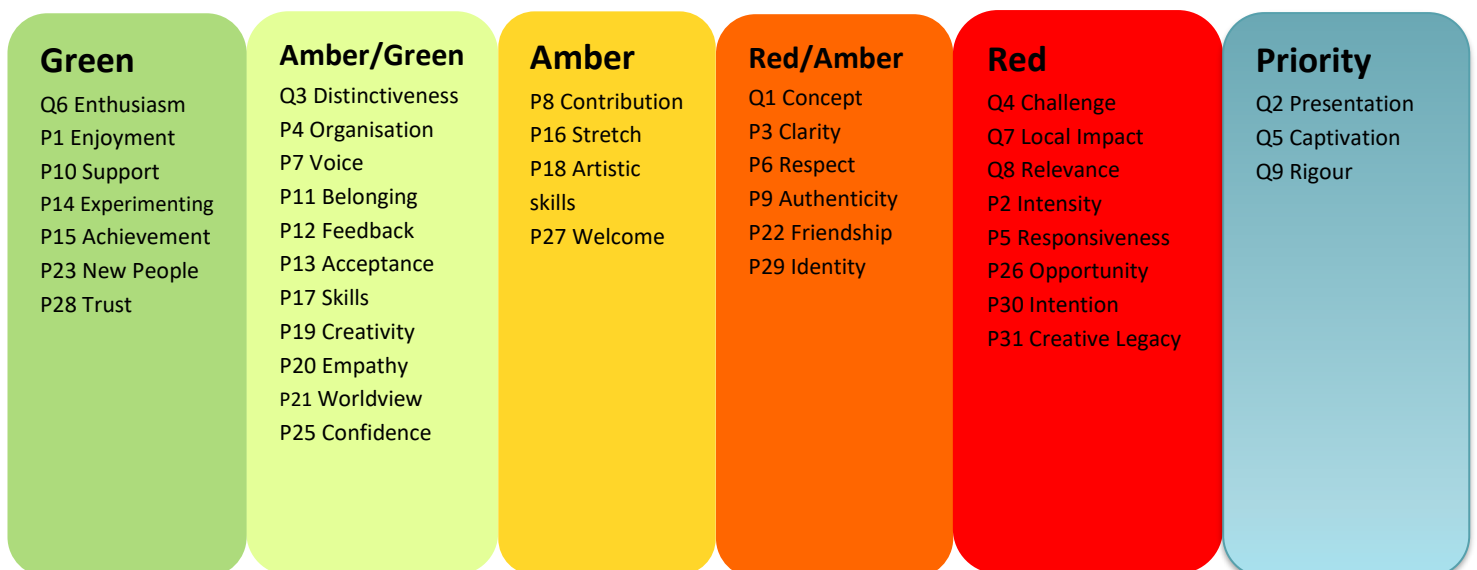 Green
Q6 Enthusiasm
P1 Enjoyment
P10 Support
P14 Experimenting
P15 Achievement
P23 New People
P28 Trust
Amber/Green
Q3 Distinctiveness
P4 Organisation
P7 Voice
P11 Belonging
P12 Feedback
P13 Acceptance
P17 Skills
P19 Creativity
P20 Empathy
P21 Worldview
P25 Confidence
Amber
P8 Contribution
P16 Stretch
P18 Artistic
skills
P27 Welcome
Red/Amber
Q1 Concept
P3 Clarity
P6 Respect
P9 Authenticity
P22 Friendship
P29 Identity
Red
Q4 Challenge
Q7 Local Impact
Q8 Relevance
P2 Intensity
P5 Responsiveness
P26 Opportunity
P30 Intention
P31 Creative Legacy
Priority
Q2 Presentation
Q5 Captivation
Q9 Rigour